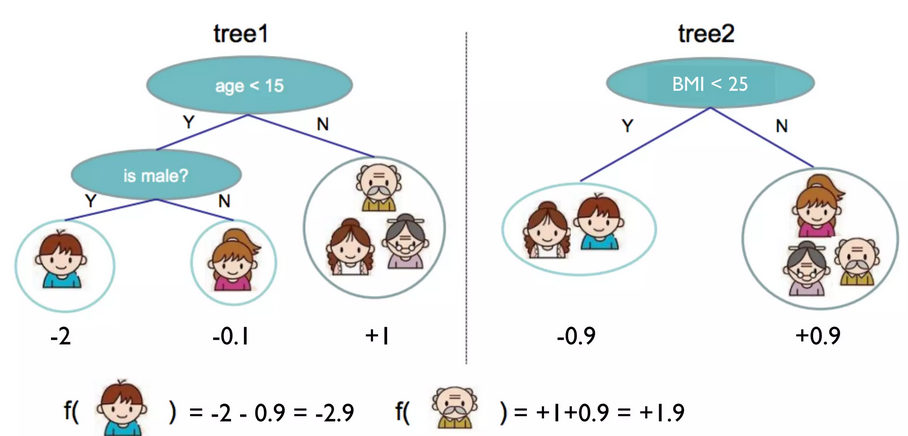 tree1
age < 15
Y
N
is male?
Y
N
-2
-0.1
+1
tree2
BMI < 25
Y
N
-0.9
+0.9
f( ) = -2 - 0.9 = -2.9
f( ) = +1+0.9 = +1.9